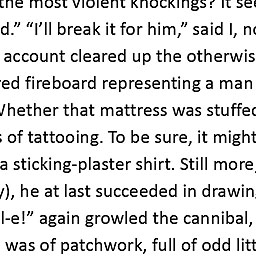 the most violent knockings? It see
d." “I’ll break it for him,” said I, no
account cleared up the otherwis
red fireboard representing a man
Whether that mattress was stuffed
s of tattooing. To be sure, it might
a sticking-plaster shirt. Still more,
y), he at last succeeded in drawin
l-e!” again growled the cannibal,
was of patchwork, full of odd litt